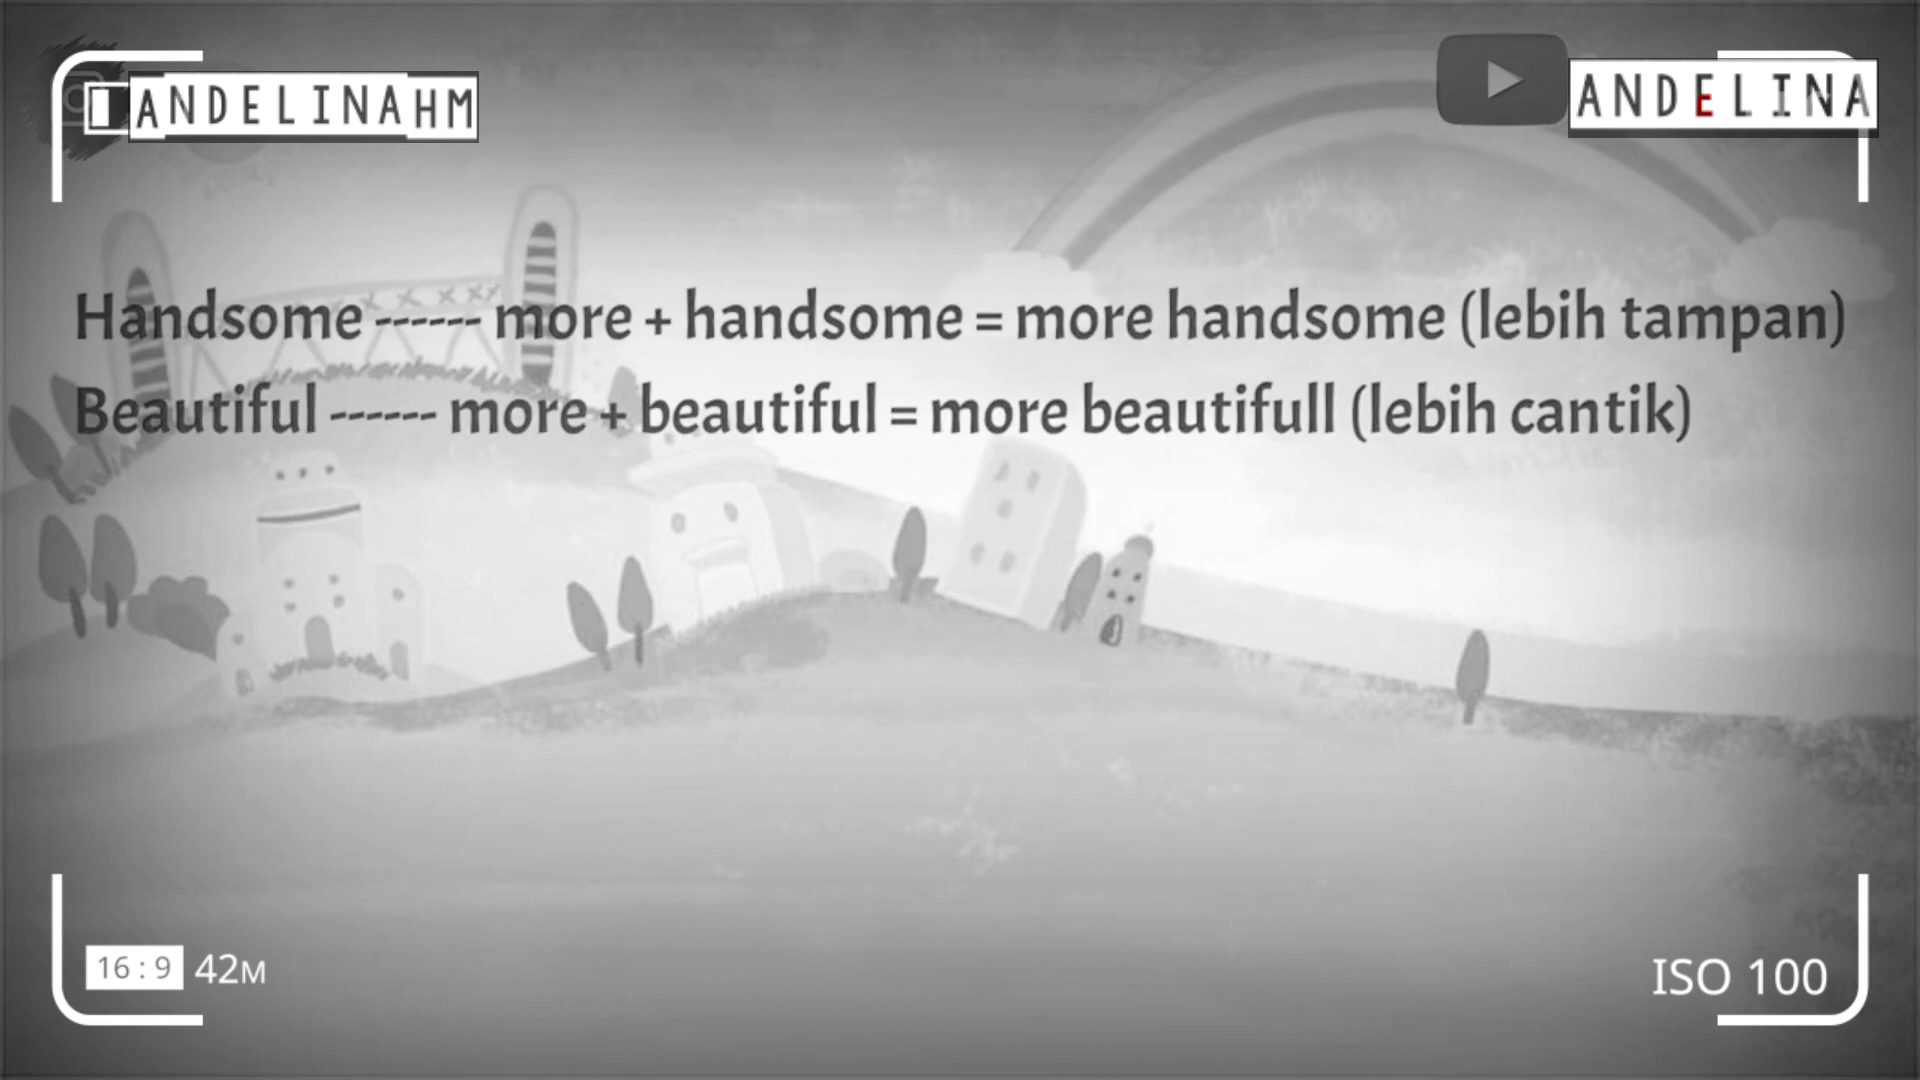 ANDELINAHM
ANDELINA
Handsome ------ more + handsome = more handsome (lebih tampan)
Beautiful ------ more + beautiful = more beautifull (lebih cantik)
16 : 9 42M
ISO 100